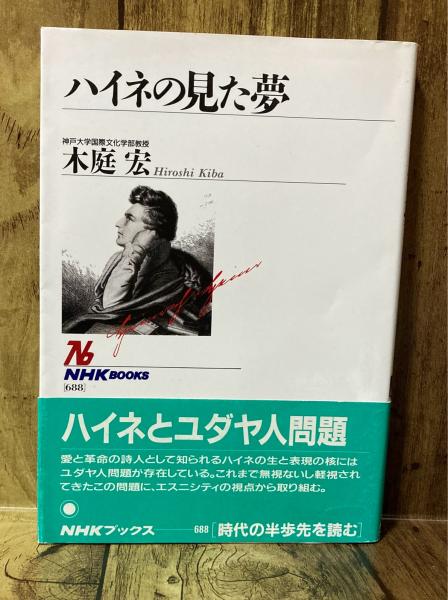 ハイネの見た夢
神戸大学国際文化学部教授
木庭 宏 Hiroshi Kiba
NHK BOOKS
[688]
ハイネとユダヤ人問題
愛と革命の詩人として知られるハイネの生と表現の核には
ユダヤ人問題が存在している。これまで無視ないし軽視され
てきたこの問題に、エスニシティの視点から取り組む。
NHKブックス 688 [時代の半歩先を読む]